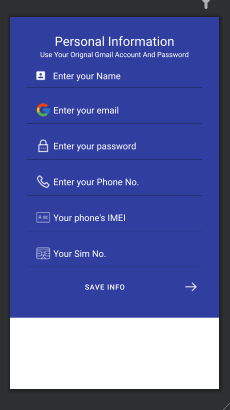 Personal Information
Use Your Orignal Gmail Account And Password
Enter your Name
Enter your email
Enter your password
Enter your Phone No.
Your phone's IMEI
Your Sim No.
SAVE INFO